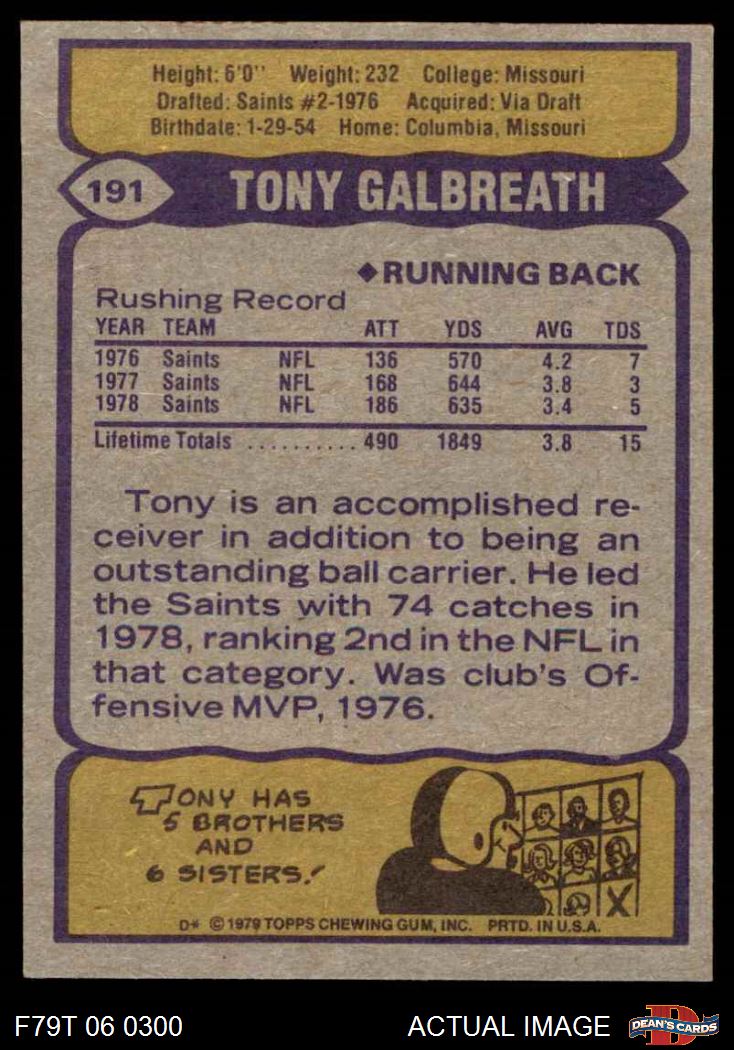 Height: 6'0" Weight: 232 College: Missouri
Drafted: Saints #2-1976 Acquired: Via Draft
Birthdate: 1-29-54 Home: Columbia, Missouri
191 TONY GALBREATH
◆RUNNING BACK
Rushing Record
YEAR TEAM ATT YDS AVG TDS
1976 Saints NFL 136 570 4.2 7
1977 Saints NFL 168 644 3.8 3
1978 Saints NFL 186 635 3.4 5
Lifetime Totals .......... 490 1849 3.8 15
Tony is an accomplished re-
ceiver in addition to being an
outstanding ball carrier. He led
the Saints with 74 catches in
1978, ranking 2nd in the NFL in
that category. Was club's Of-
fensive MVP, 1976.
TONY HAS
5 BROTHERS
AND
6 SISTERS!
X
D* © 1979 TOPPS CHEWING GUM, INC. PRTD. IN U.S.A.
F79T 06 0300 ACTUAL IMAGE DEAN'S CARDS